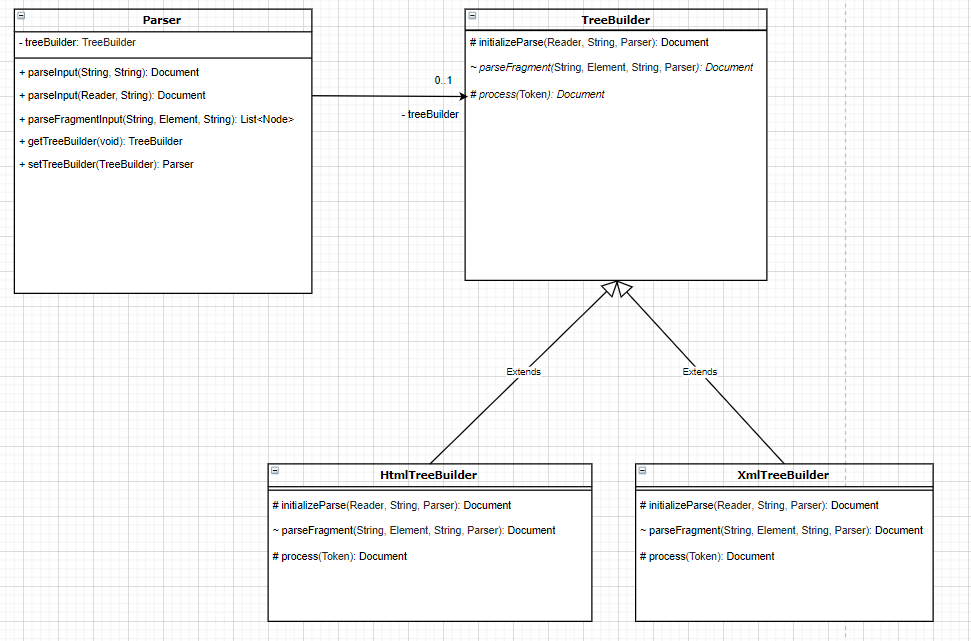 Parser
- treeBuilder: TreeBuilder
+ parseInput(String, String): Document
+ parseInput(Reader, String): Document
+ parseFragmentInput(String, Element, String): List<Node>
+ getTreeBuilder(void): TreeBuilder
+ setTreeBuilder(TreeBuilder): Parser
0..1
- treeBuilder
TreeBuilder
# initializeParse(Reader, String, Parser): Document
~ parseFragment(String, Element, String, Parser): Document
# process(Token): Document
Extends
Extends
HtmlTreeBuilder
# initializeParse(Reader, String, Parser): Document
~ parseFragment(String, Element, String, Parser): Document
# process(Token): Document
XmlTreeBuilder
# initializeParse(Reader, String, Parser): Document
~ parseFragment(String, Element, String, Parser): Document
# process(Token): Document